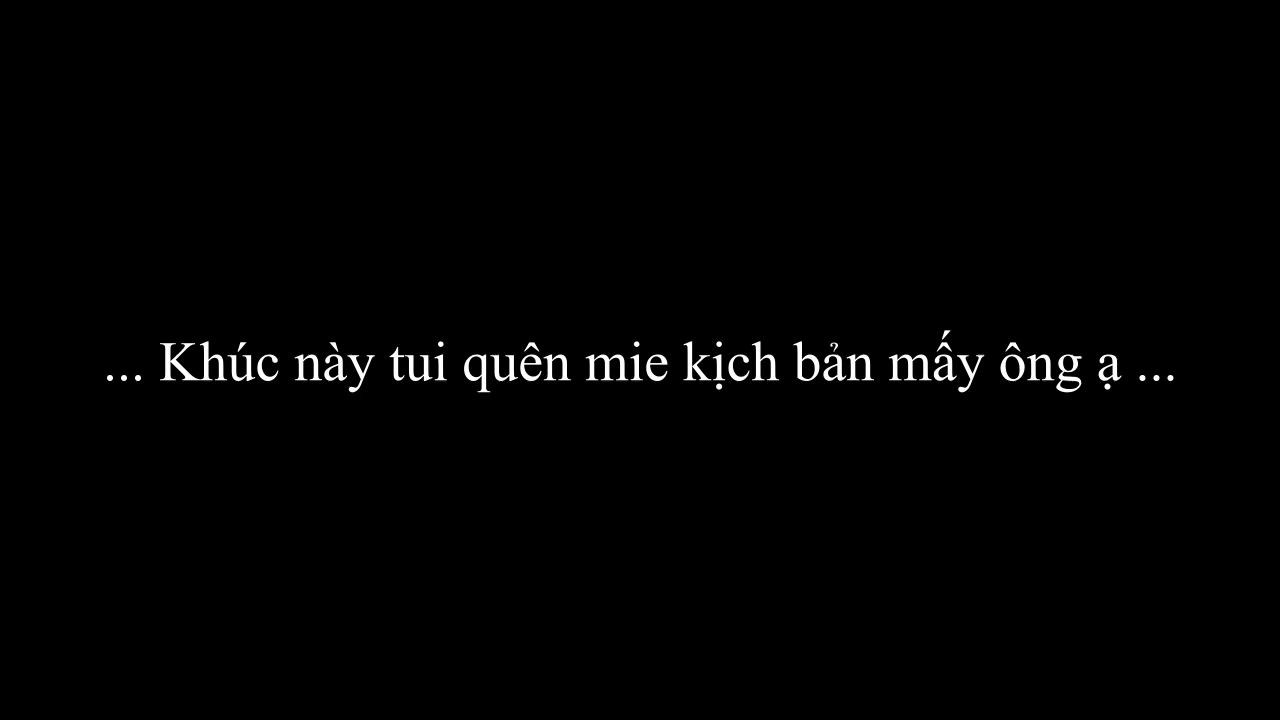 ... Khúc này tui quên mie kịch bản mấy ông ạ ...